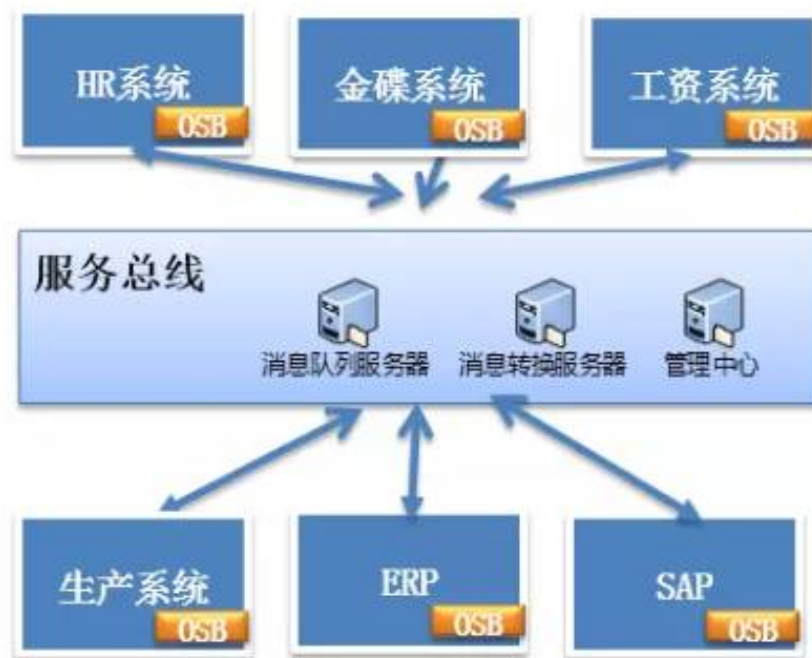 HR系统
OSB
金碟系统
OSB
工资系统
OSB
服务总线
消息队列服务器
消息转换服务器
管理中心
生产系统
OSB
ERP
OSB
SAP
OSB